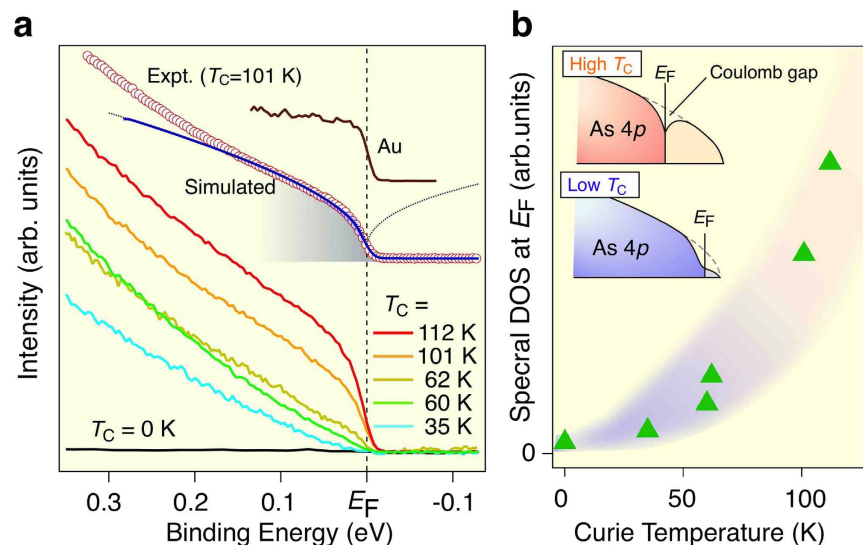 a
Expt. (TC=101 K)
Au
Simulated
TC =
112 K
101 K
62 K
60 K
35 K
TC = 0 K
Intensity (arb. units)
0.3 0.2 0.1 EF -0.1
Binding Energy (eV)
b
High TC
EF
Coulomb gap
As 4p
Low TC
EF
As 4p
Specral DOS at EF (arb.units)
0
0 50 100
Curie Temperature (K)